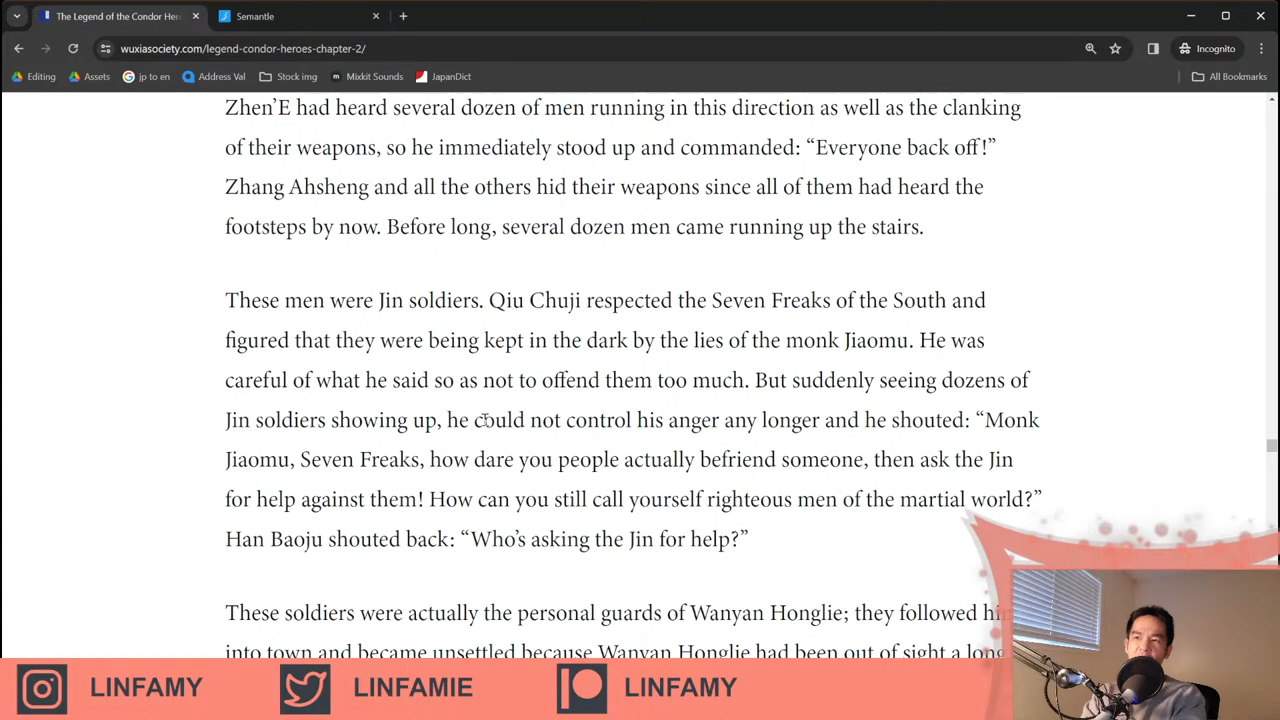 The Legend of the Condor Her
Semantle
wuxiasociety.com/legend-condor-heroes-chapter-2/
Incognito
Editing
Assets
jp to en
Address Val
Stock img
Mixkit Sounds
JapanDict
All Bookmarks
Zhen’E had heard several dozen of men running in this direction as well as the clanking
of their weapons, so he immediately stood up and commanded: “Everyone back off!”
Zhang Ahsheng and all the others hid their weapons since all of them had heard the
footsteps by now. Before long, several dozen men came running up the stairs.
These men were Jin soldiers. Qiu Chuji respected the Seven Freaks of the South and
figured that they were being kept in the dark by the lies of the monk Jiaomu. He was
careful of what he said so as not to offend them too much. But suddenly seeing dozens of
Jin soldiers showing up, he could not control his anger any longer and he shouted: “Monk
Jiaomu, Seven Freaks, how dare you people actually befriend someone, then ask the Jin
for help against them! How can you still call yourself righteous men of the martial world?”
Han Baoju shouted back: “Who’s asking the Jin for help?”
These soldiers were actually the personal guards of Wanyan Honglie; they followed him
into town and became unsettled because Wanyan Honglie had been out of sight a long
LINFAMY
LINFAMIE
LINFAMY